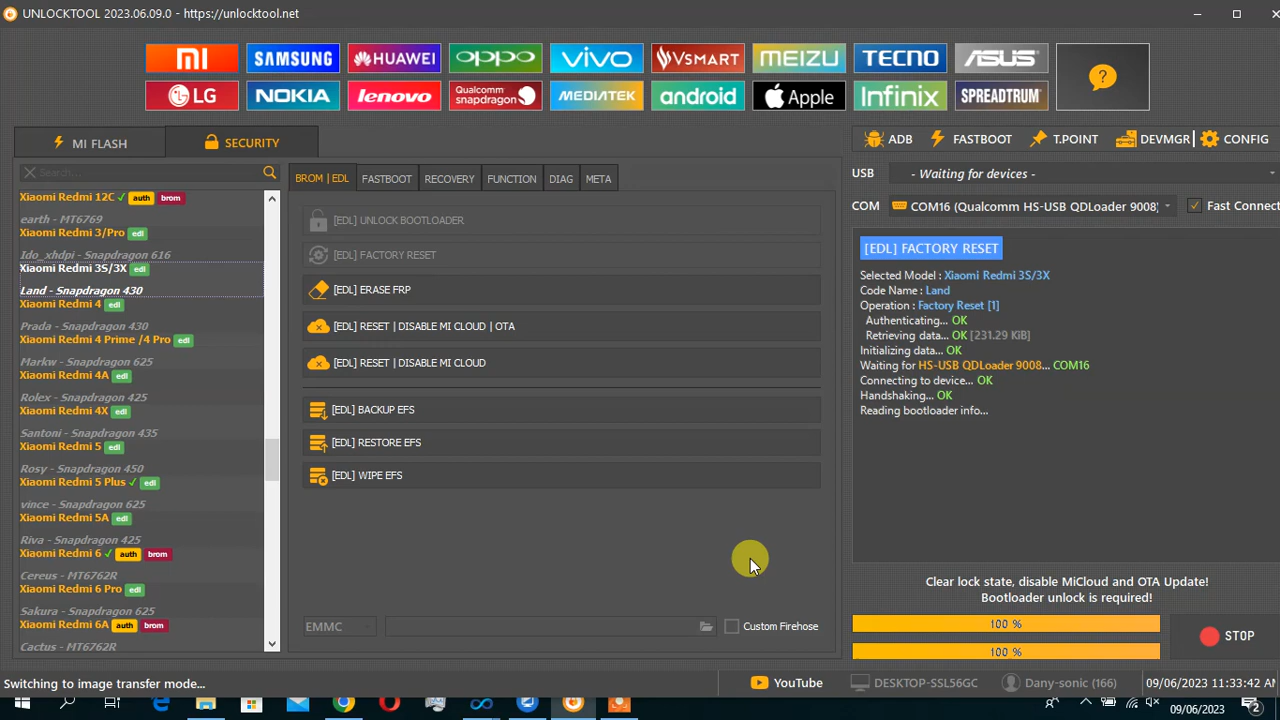 UNLOCKTOOL 2023.06.09.0 - https://unlocktool.net
mi SAMSUNG HUAWEI oppo vivo VSMART MEIZU TECNO ASUS ?
LG NOKIA lenovo Qualcomm snapdragon MEDIATEK android Apple Infinix SPREADTRUM
MI FLASH SECURITY
ADB FASTBOOT T.POINT DEVMGR CONFIG
Search...
Xiaomi Redmi 12C ✓ auth brom
earth - MT6769
Xiaomi Redmi 3/Pro edl
Ido_xhdpi - Snapdragon 616
Xiaomi Redmi 3S/3X edl
Land - Snapdragon 430
Xiaomi Redmi 4 edl
Prada - Snapdragon 430
Xiaomi Redmi 4 Prime /4 Pro edl
Markw - Snapdragon 625
Xiaomi Redmi 4A edl
Rolex - Snapdragon 425
Xiaomi Redmi 4X edl
Santoni - Snapdragon 435
Xiaomi Redmi 5 edl
Rosy - Snapdragon 450
Xiaomi Redmi 5 Plus ✓ edl
vince - Snapdragon 625
Xiaomi Redmi 5A edl
Riva - Snapdragon 425
Xiaomi Redmi 6 ✓ auth brom
Cereus - MT6762R
Xiaomi Redmi 6 Pro edl
Sakura - Snapdragon 625
Xiaomi Redmi 6A auth brom
Cactus - MT6762R
BROM | EDL FASTBOOT RECOVERY FUNCTION DIAG META
[EDL] UNLOCK BOOTLOADER
[EDL] FACTORY RESET
[EDL] ERASE FRP
[EDL] RESET | DISABLE MI CLOUD | OTA
[EDL] RESET | DISABLE MI CLOUD
[EDL] BACKUP EFS
[EDL] RESTORE EFS
[EDL] WIPE EFS
EMMC Custom Firehose
USB - Waiting for devices -
COM COM16 (Qualcomm HS-USB QDLoader 9008) Fast Connect
[EDL] FACTORY RESET
Selected Model : Xiaomi Redmi 3S/3X
Code Name : Land
Operation : Factory Reset [1]
Authenticating... OK
Retrieving data... OK [231.29 KiB]
Initializing data... OK
Waiting for HS-USB QDLoader 9008... COM16
Connecting to device... OK
Handshaking... OK
Reading bootloader info...
Clear lock state, disable MiCloud and OTA Update!
Bootloader unlock is required!
100 %
100 %
STOP
Switching to image transfer mode...
YouTube DESKTOP-SSL56GC Dany-sonic (166) 09/06/2023 11:33:42 AM
09/06/2023
2